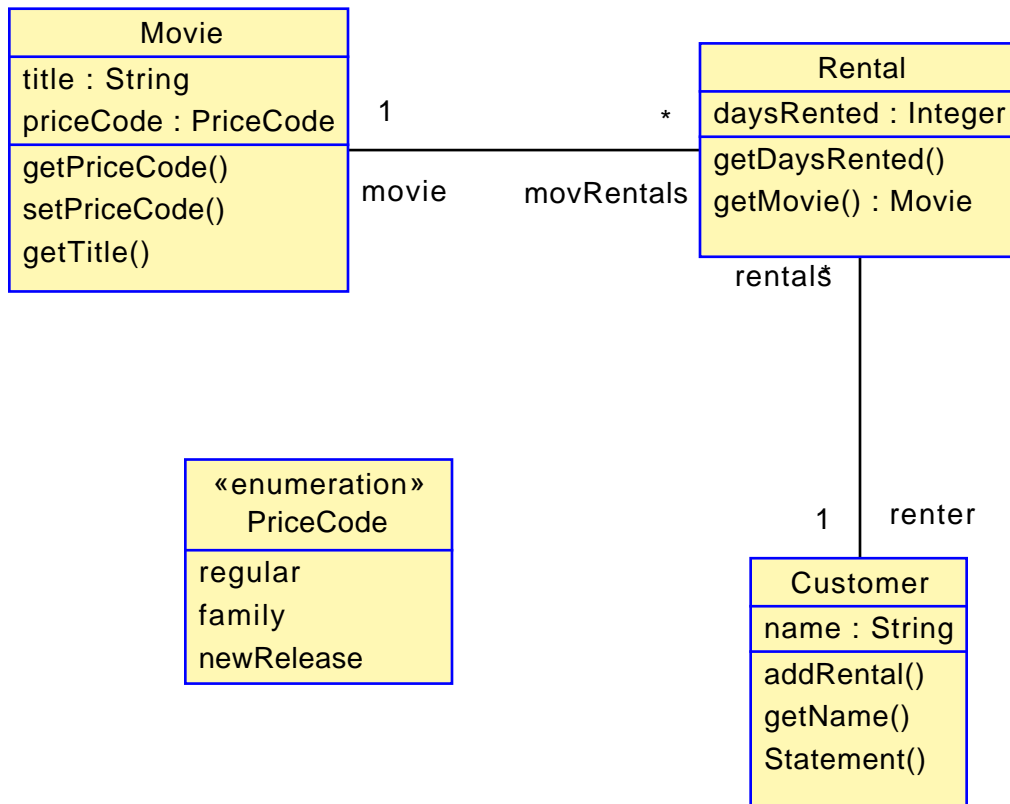 Movie
title : String
priceCode : PriceCode
getPriceCode()
setPriceCode()
getTitle()
1
*
movie
movRentals
Rental
daysRented : Integer
getDaysRented()
getMovie() : Movie
rentals
*
«enumeration»
PriceCode
regular
family
newRelease
1
renter
Customer
name : String
addRental()
getName()
Statement()